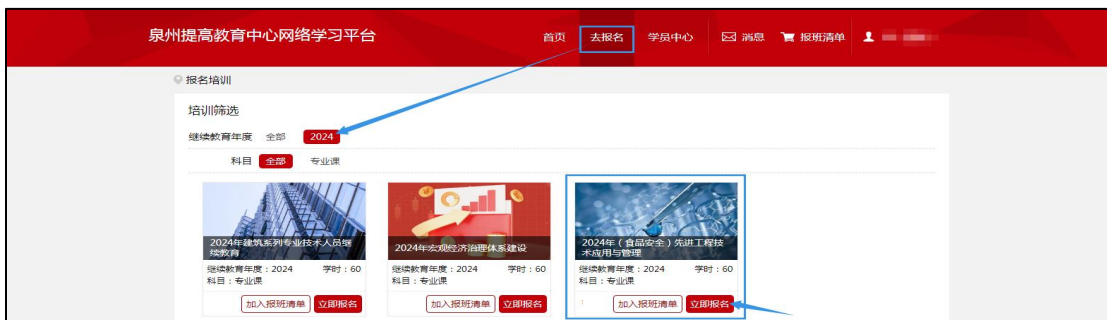 泉州提高教育中心网络学习平台
首页 去报名 学员中心 消息 报班清单
报名培训
培训筛选
继续教育年度 全部 2024
科目 全部 专业课
2024年建筑系列专业技术人员继
续教育
继续教育年度：2024 学时：60
科目：专业课
加入报班清单 立即报名
2024年宏观经济治理体系建设
继续教育年度：2024 学时：60
科目：专业课
加入报班清单 立即报名
2024年（食品安全）先进工程技
术应用与管理
继续教育年度：2024 学时：60
科目：专业课
加入报班清单 立即报名